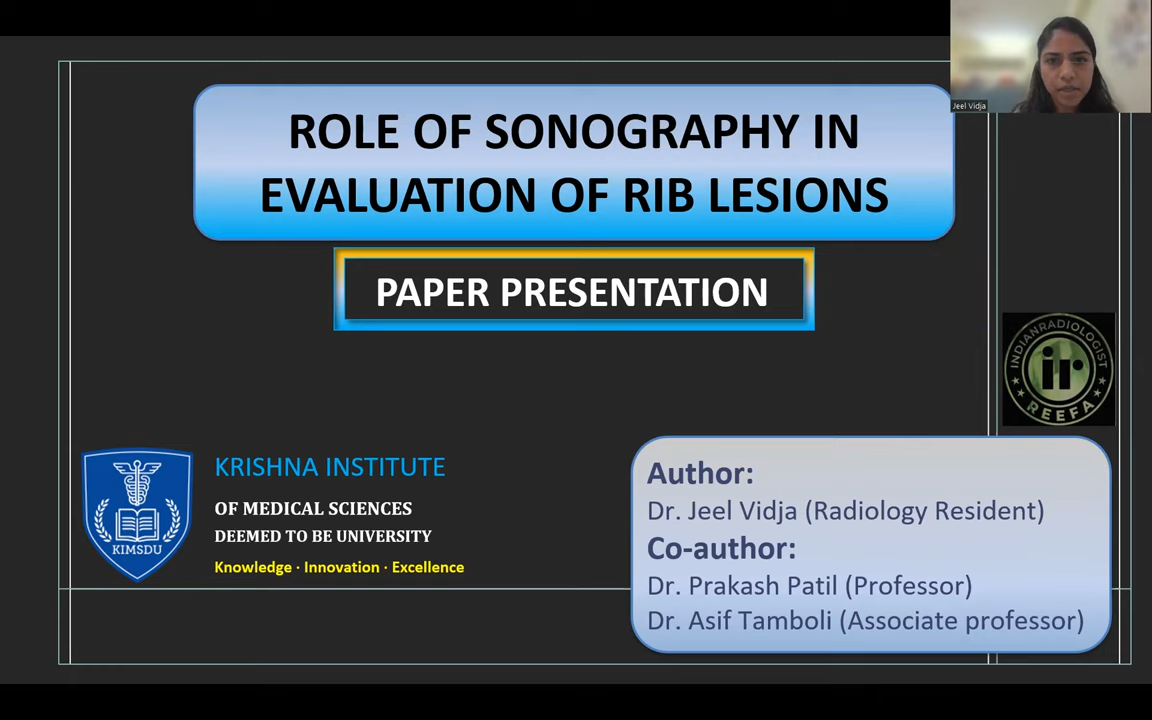 Jeel Vidja
ROLE OF SONOGRAPHY IN
EVALUATION OF RIB LESIONS
PAPER PRESENTATION
INDIANRADIOLOGIST
ir
REEFA
KIMSDU
KRISHNA INSTITUTE
OF MEDICAL SCIENCES
DEEMED TO BE UNIVERSITY
Knowledge · Innovation · Excellence
Author:
Dr. Jeel Vidja (Radiology Resident)
Co-author:
Dr. Prakash Patil (Professor)
Dr. Asif Tamboli (Associate professor)